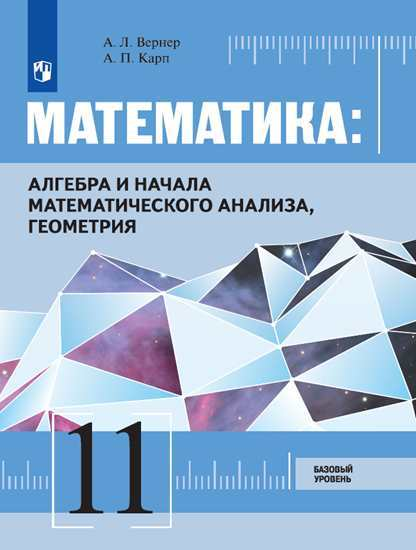 А. Л. Вернер
А. П. Карп
МАТЕМАТИКА:
АЛГЕБРА И НАЧАЛА
МАТЕМАТИЧЕСКОГО АНАЛИЗА,
ГЕОМЕТРИЯ
[11]
БАЗОВЫЙ
УРОВЕНЬ